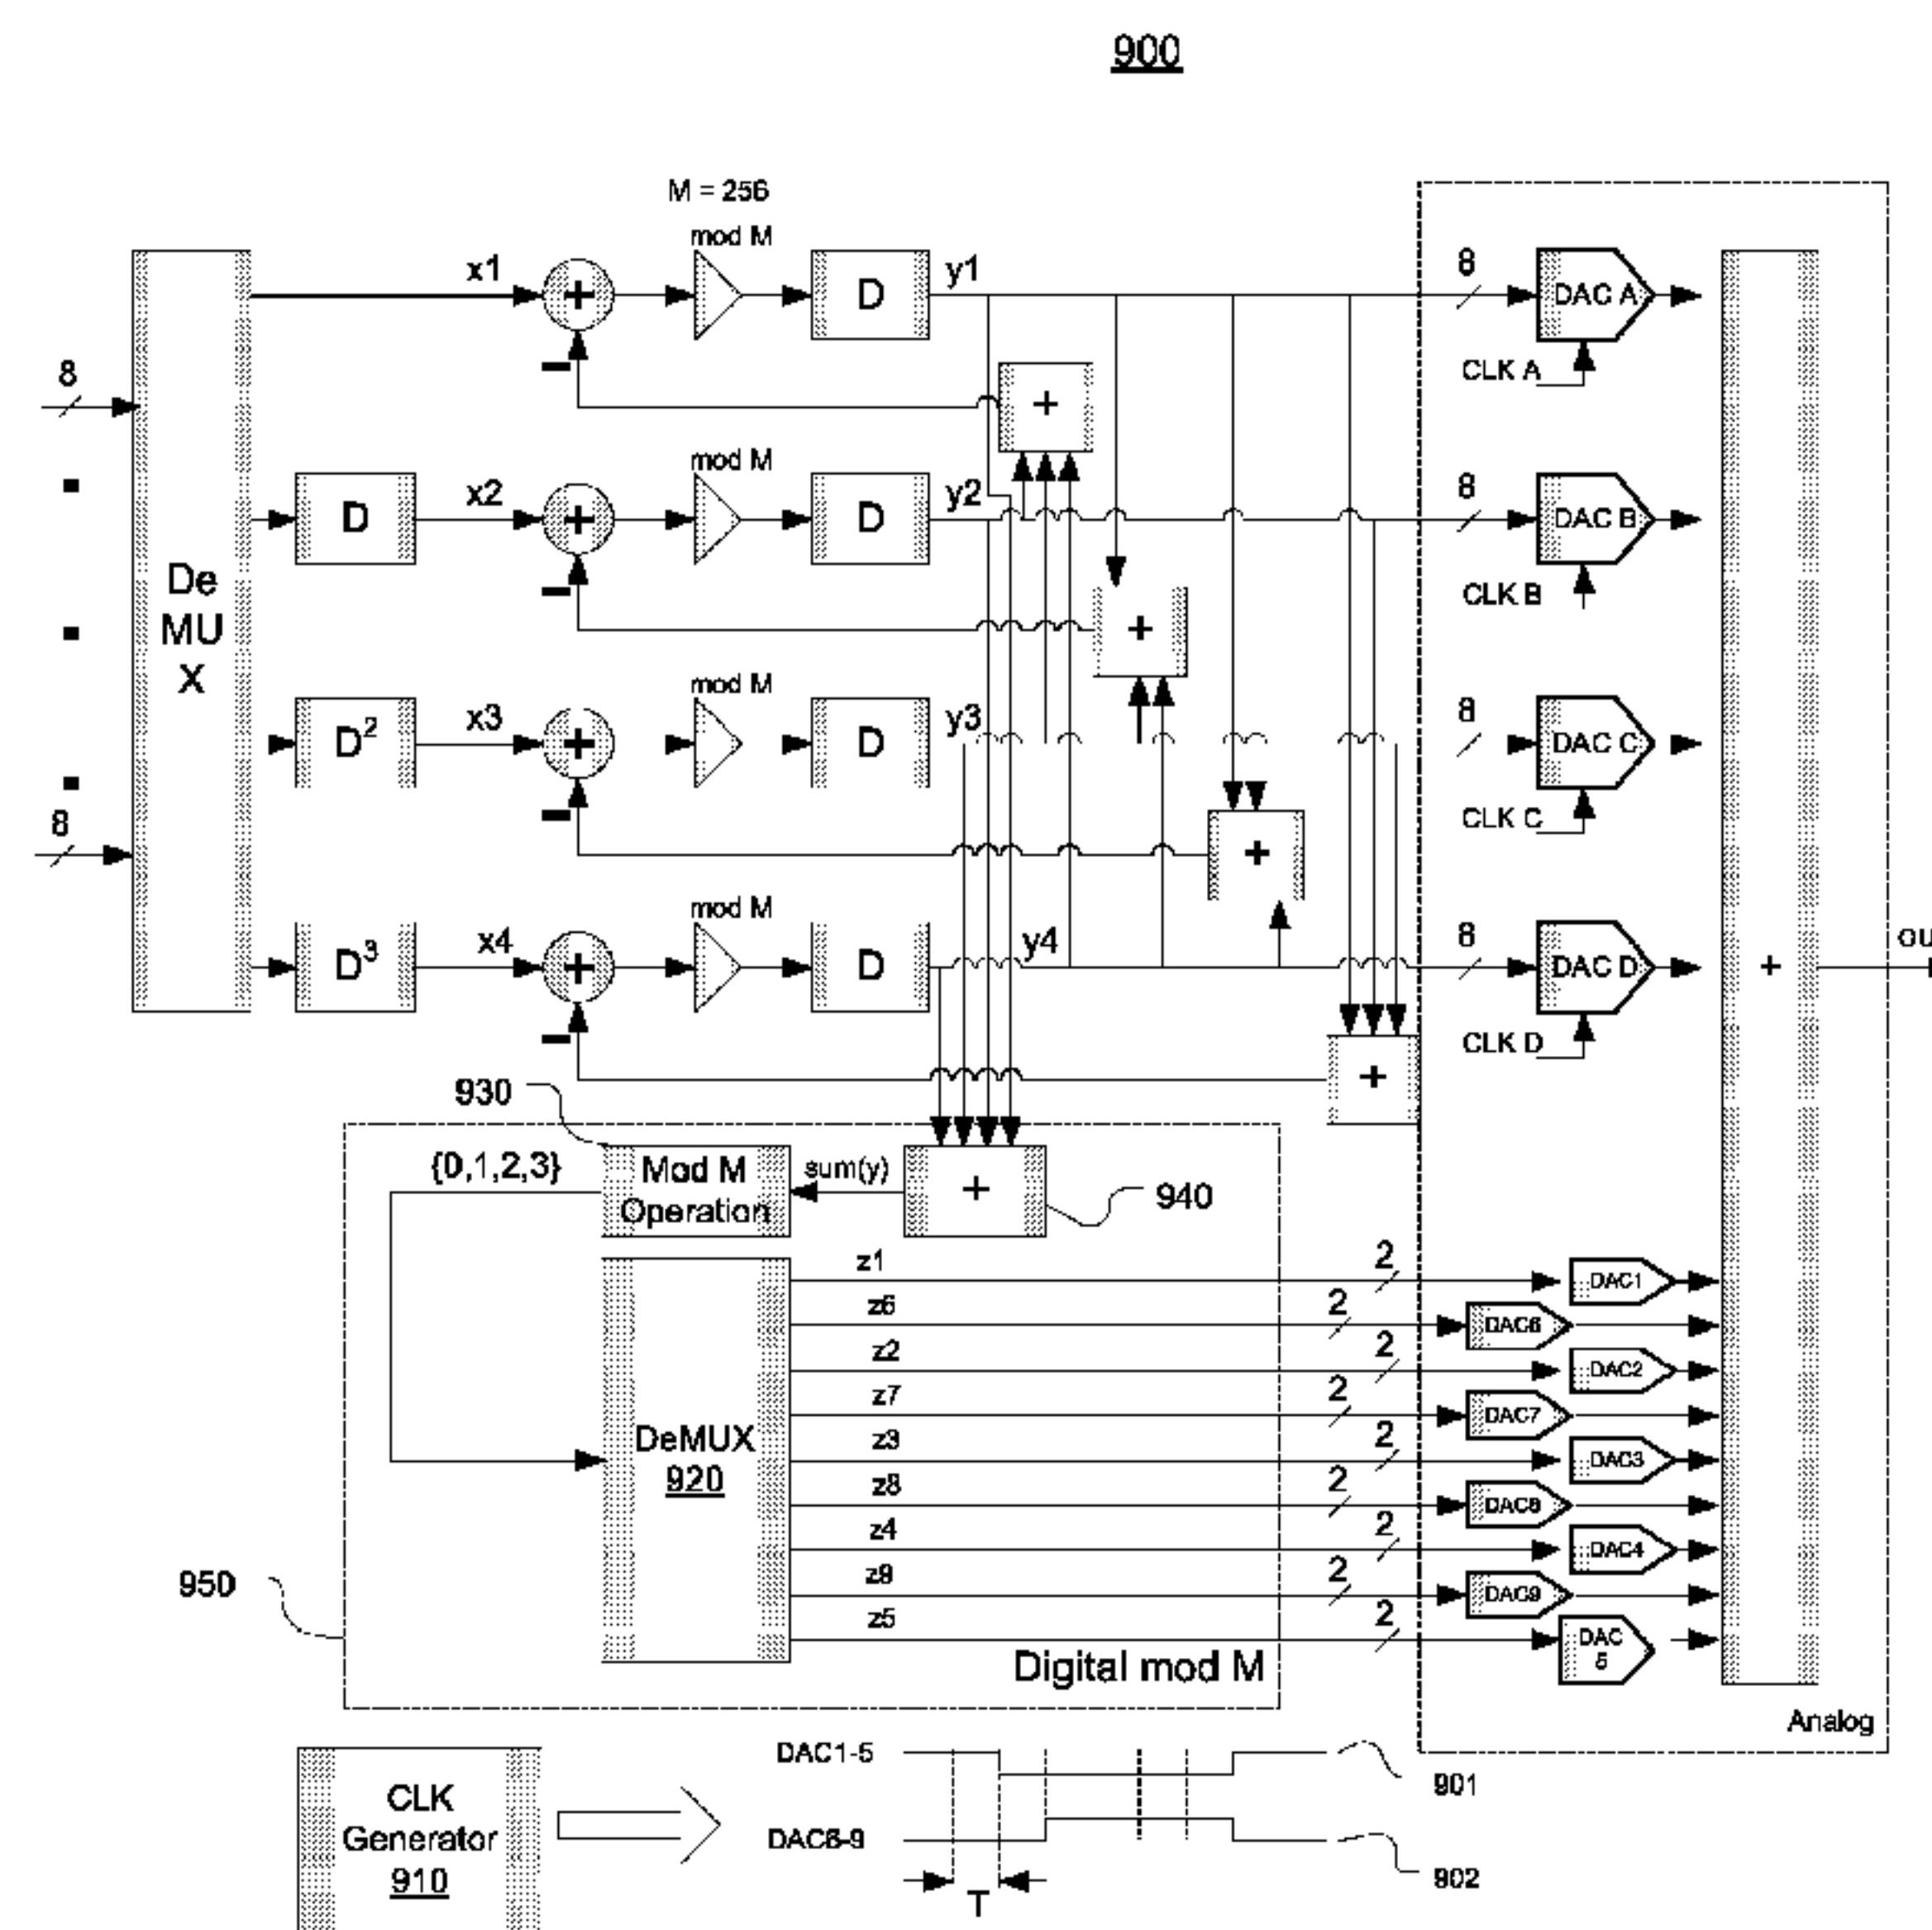 900
M = 256
mod M
x1
+
D
y1
8
DAC A
CLK A
8
+
mod M
D
x2
+
D
y2
8
DAC B
CLK B
De
MU
X
+
mod M
D²
x3
+
D
y3
8
DAC C
CLK C
8
+
mod M
D³
x4
+
D
y4
8
DAC D
+
CLK D
+
930
{0,1,2,3}
Mod M
Operation
sum(y)
+
940
z1
2
DAC1
z6
2
DAC6
z2
2
DAC2
z7
2
DAC7
DeMUX
920
z3
2
DAC3
z8
2
DAC8
z4
2
DAC4
950
z9
2
DAC9
z5
2
DAC
5
Digital mod M
Analog
CLK
Generator
910
DAC1-5
901
DAC6-9
902
T